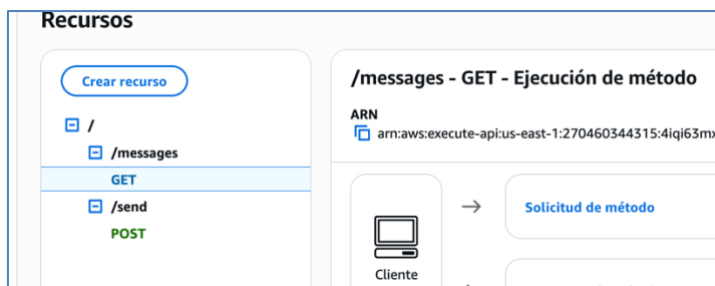 Recursos
Crear recurso
/
/messages
GET
/send
POST
/messages - GET - Ejecución de método
ARN
arn:aws:execute-api:us-east-1:270460344315:4iqi63mx
Solicitud de método
Cliente